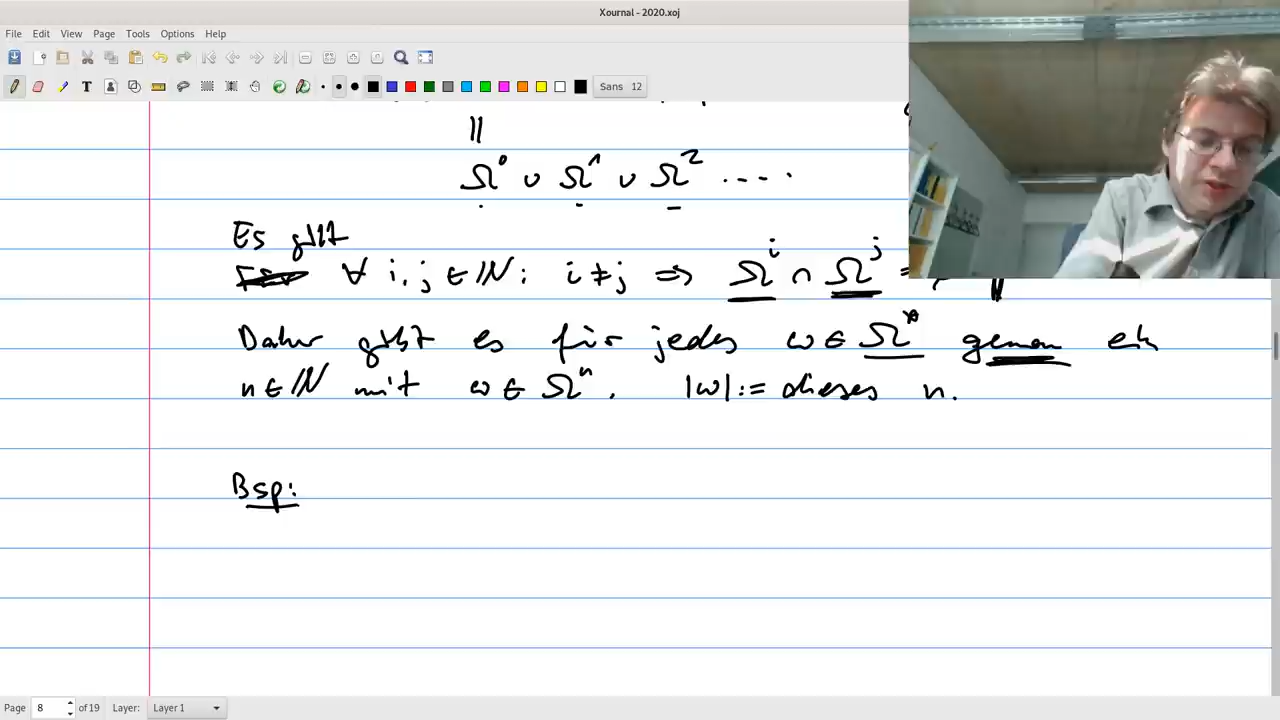 Xournal - 2020.xoj
File Edit View Page Tools Options Help
T Sans 12
||
Ω⁰ ∪ Ω¹ ∪ Ω² ....
Es gilt
∀ i,j ∈ ℕ: i ≠ j ⇒ Ωⁱ ∩ Ωʲ =
Daher gibt es für jedes ω ∈ Ω* genau ein
n ∈ ℕ mit ω ∈ Ωⁿ. |ω| := dieses n.
Bsp:
Page 8 of 19 Layer: Layer 1